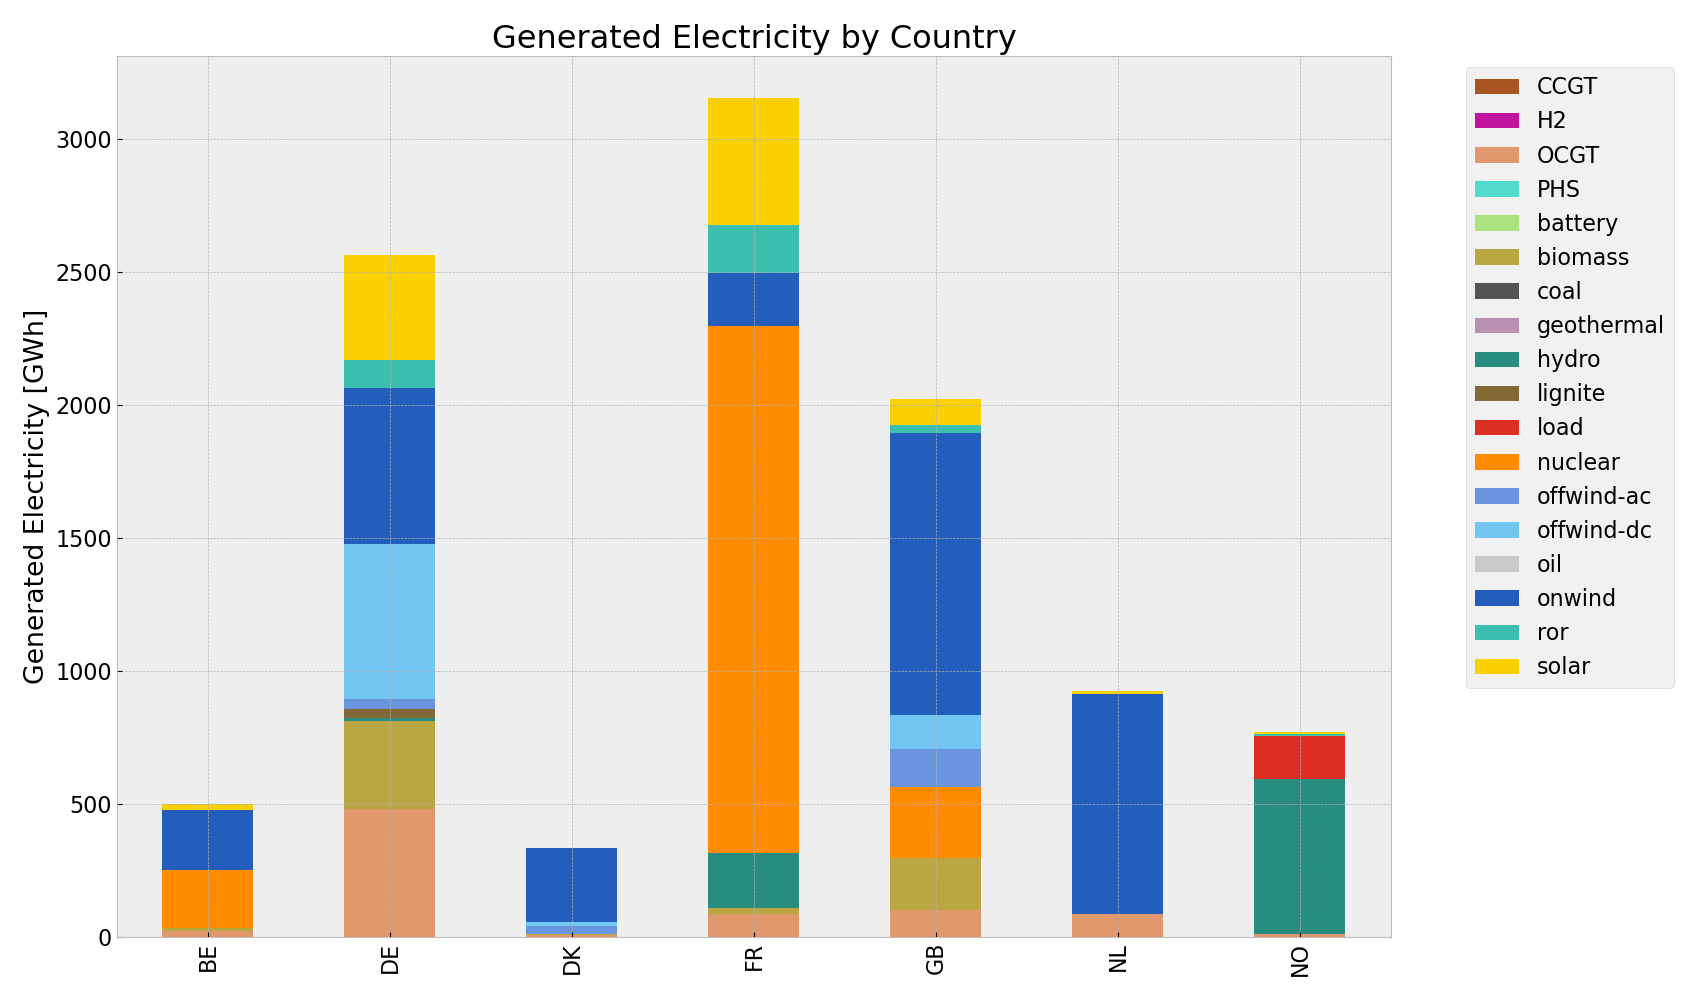 Generated Electricity by Country
Generated Electricity [GWh]
3000
2500
2000
1500
1000
500
0
BE
DE
DK
FR
GB
NL
NO
CCGT
H2
OCGT
PHS
battery
biomass
coal
geothermal
hydro
lignite
load
nuclear
offwind-ac
offwind-dc
oil
onwind
ror
solar